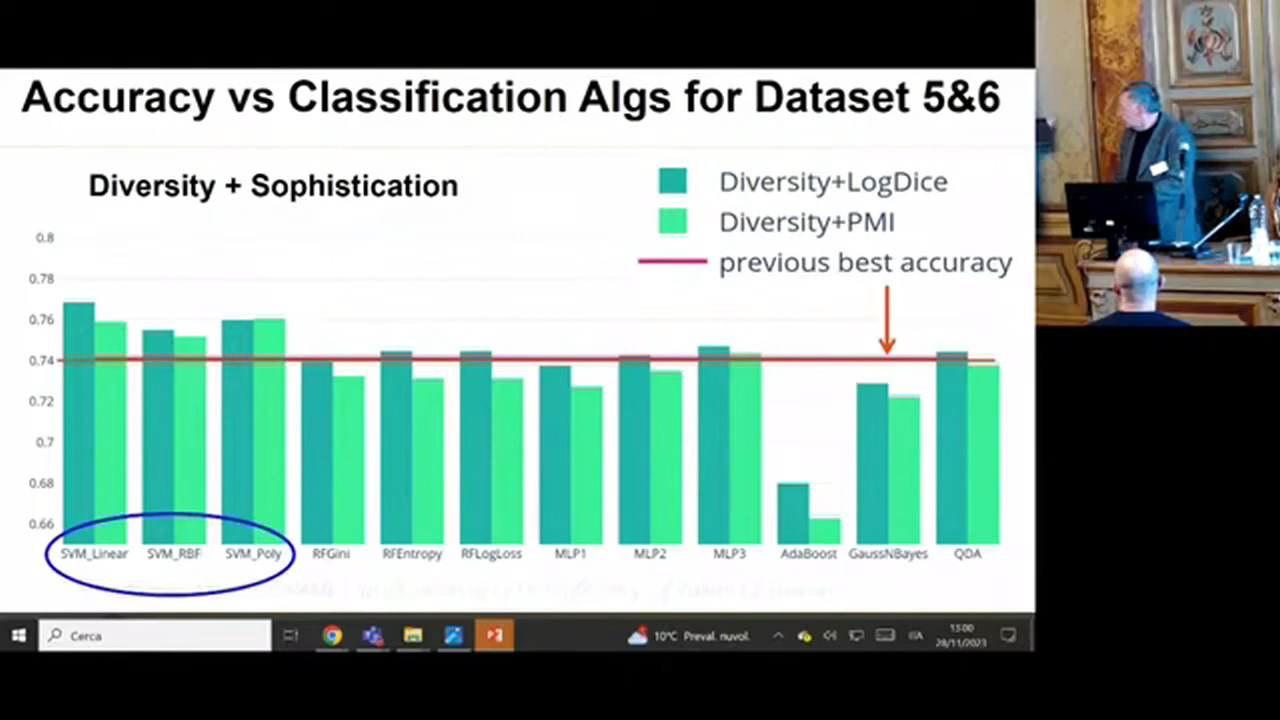 Accuracy vs Classification Algs for Dataset 5&6
Diversity + Sophistication
Diversity+LogDice
Diversity+PMI
previous best accuracy
0.8
0.78
0.76
0.74
0.72
0.7
0.68
0.66
SVM_Linear SVM_RBF SVM_Poly RFGini RFEntropy RFLogLoss MLP1 MLP2 MLP3 AdaBoost GaussNBayes QDA
Cerca
10°C Preval. nuvol.
ITA
13:00
28/11/2023